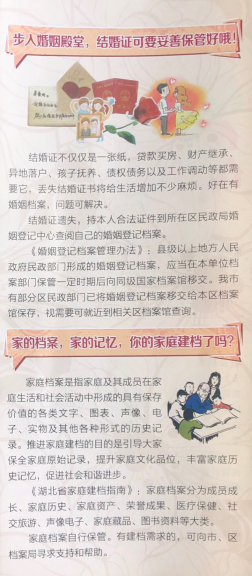 步入婚姻殿堂，结婚证可要妥善保管好哦！
结婚证不仅仅是一张纸，贷款买房、财产继承、
异地落户、孩子抚养、债权债务以及工作调动等都需
要它，丢失结婚证书将给生活增加不少麻烦。好在有
婚姻档案，问题可解决。
结婚证遗失，持本人合法证件到所在区民政局婚
姻登记中心查阅自己的婚姻登记档案。
《婚姻登记档案管理办法》：县级以上地方人民
政府民政部门形成的婚姻登记档案，应当在本单位档
案部门保管一定时期后向同级国家档案馆移交。我市
有部分区民政部门已将婚姻登记档案移交给本区档案
馆保存，视需要可就近到相关区档案馆查询。
家的档案，家的记忆，你的家庭建档了吗？
家庭档案是指家庭及其成员在家
庭生活和社会活动中形成的具有保存
价值的各类文字、图表、声像、电
子、实物及其他各种形式的历史记
录。推进家庭建档的目的是引导大家
保全家庭原始记录，提升家庭文化品位，丰富家庭历
史记忆，促进社会和谐进步。
《湖北省家庭建档指南》：家庭档案分为成员成
长、家庭历史、家庭资产、荣誉成果、医疗保健、社
交旅游、声像电子、家庭藏品、图书资料等大类。
家庭档案自行保管。有建档需求的，可向市、区
档案局寻求支持和帮助。